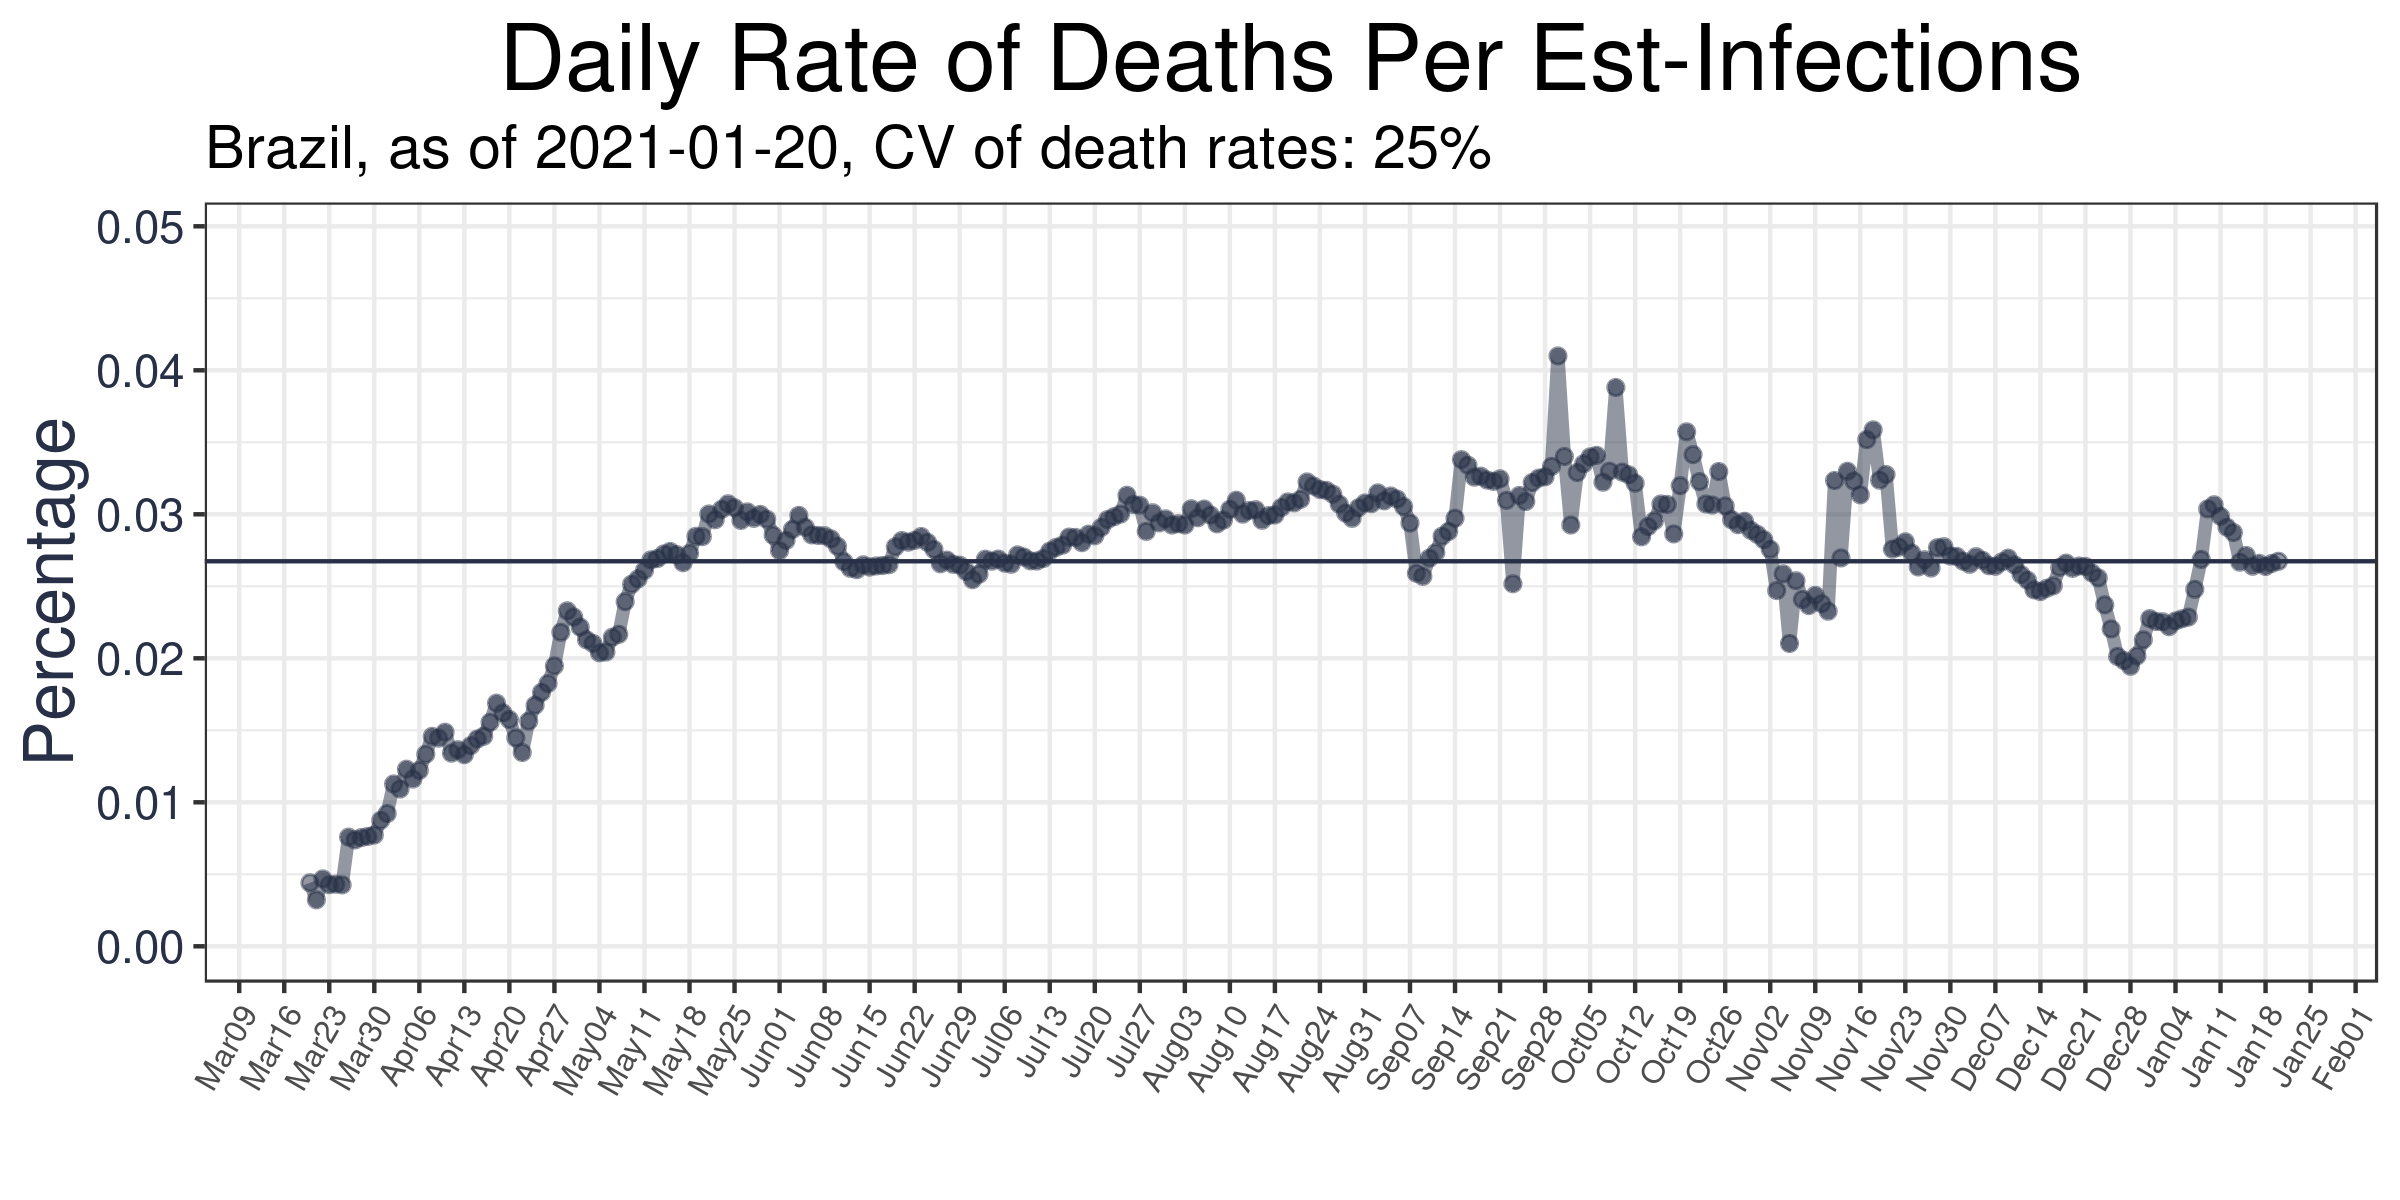 Daily Rate of Deaths Per Est-Infections
Brazil, as of 2021-01-20, CV of death rates: 25%
Percentage
0.05
0.04
0.03
0.02
0.01
0.00
Mar09
Mar16
Mar23
Mar30
Apr06
Apr13
Apr20
Apr27
May04
May11
May18
May25
Jun01
Jun08
Jun15
Jun22
Jun29
Jul06
Jul13
Jul20
Jul27
Aug03
Aug10
Aug17
Aug24
Aug31
Sep07
Sep14
Sep21
Sep28
Oct05
Oct12
Oct19
Oct26
Nov02
Nov09
Nov16
Nov23
Nov30
Dec07
Dec14
Dec21
Dec28
Jan04
Jan11
Jan18
Jan25
Feb01